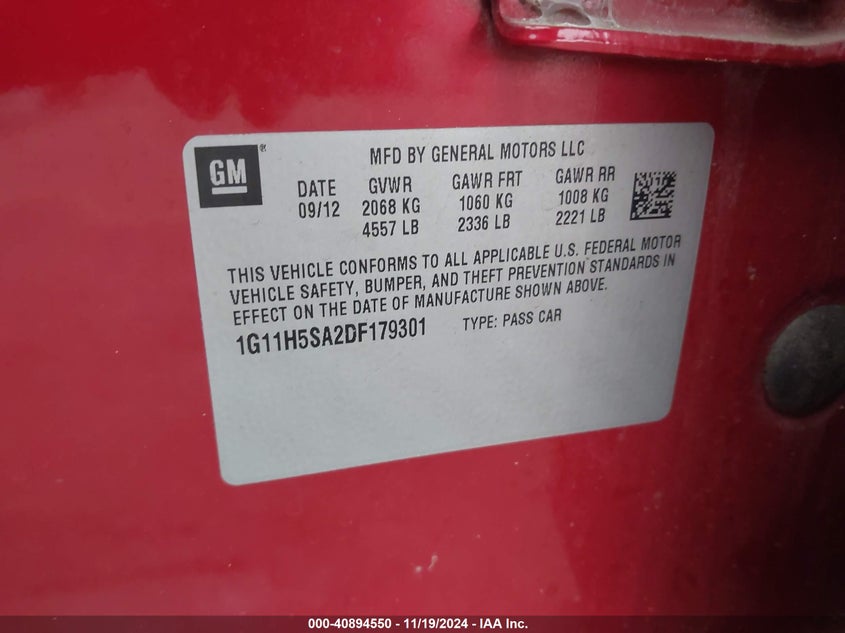 GM®
MFD BY GENERAL MOTORS LLC
DATE GVWR GAWR FRT GAWR RR
09/12 2068 KG 1060 KG 1008 KG
4557 LB 2336 LB 2221 LB
THIS VEHICLE CONFORMS TO ALL APPLICABLE U.S. FEDERAL MOTOR
VEHICLE SAFETY, BUMPER, AND THEFT PREVENTION STANDARDS IN
EFFECT ON THE DATE OF MANUFACTURE SHOWN ABOVE.
1G11H5SA2DF179301 TYPE: PASS CAR
000-40894550 - 11/19/2024 - IAA Inc.